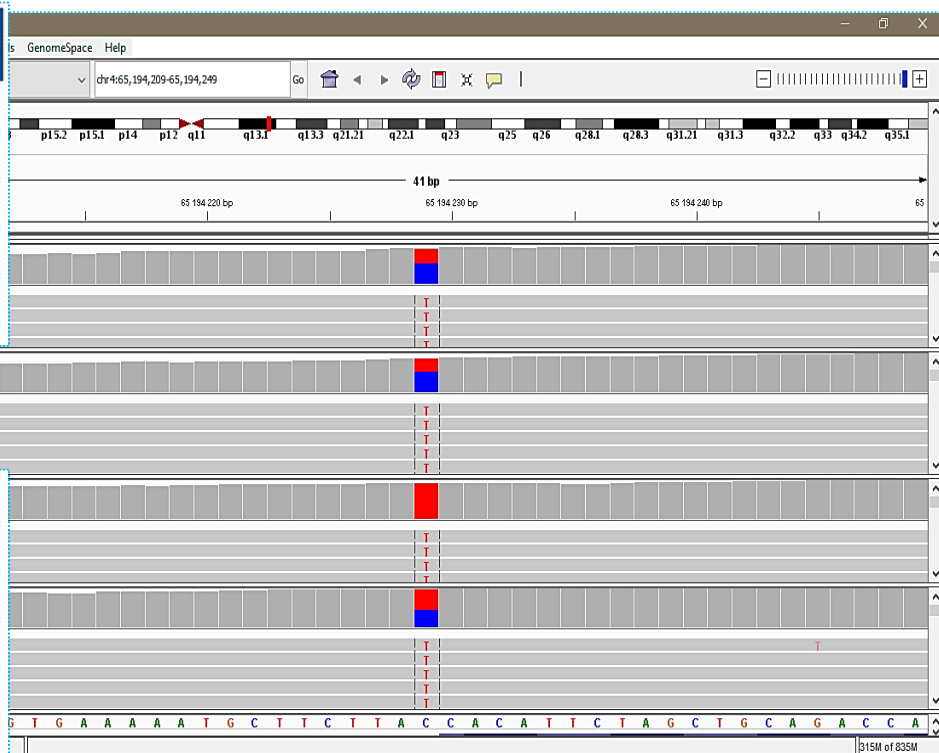 ls GenomeSpace Help
chr4:65,194,209-65,194,249 Go
p15.2 p15.1 p14 p12 q11 q13.1 q13.3 q21.21 q22.1 q23 q25 q26 q28.1 q28.3 q31.21 q31.3 q32.2 q33 q34.2 q35.1
41 bp
65 194 220 bp 65 194 230 bp 65 194 240 bp 65
T
T
T
T
T
T
T
T
T
T
T
T
T
T T
T
T
T
T
G T G A A A A A T G C T T C T T A C C A C A T T C T A G C T G C A G A C C A
315M of 835M